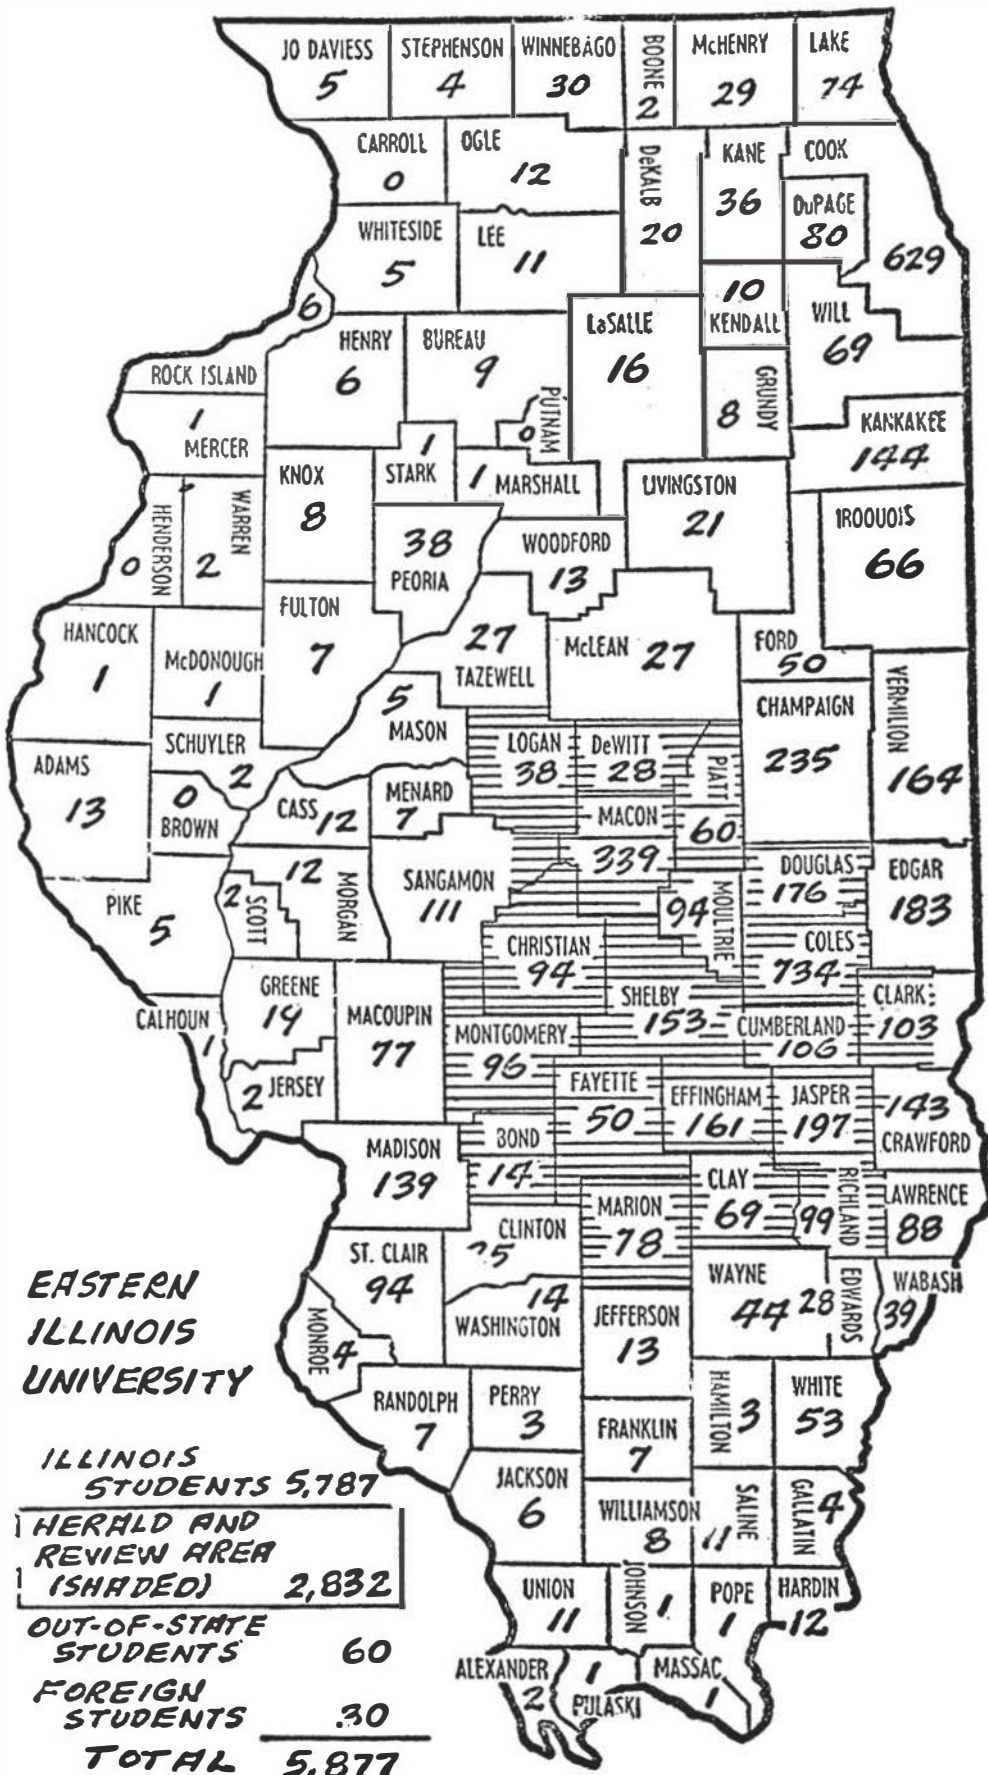 JO DAVIESS
5
STEPHENSON
4
WINNEBAGO
30
BOONE
2
McHENRY
29
LAKE
74
CARROLL
0
OGLE
12
DeKALB
20
KANE
36
COOK
629
DuPAGE
80
WHITESIDE
5
LEE
11
10
KENDALL
WILL
69
6
ROCK ISLAND
HENRY
6
BUREAU
9
LaSALLE
16
GRUNDY
8
PUTNAM
0
1
MERCER
KANKAKEE
144
KNOX
8
1
STARK
1 MARSHALL
LIVINGSTON
21
IROQUOIS
66
HENDERSON
0
WARREN
2
38
PEORIA
WOODFORD
13
HANCOCK
1
McDONOUGH
1
FULTON
7
27
TAZEWELL
McLEAN 27
FORD
50
VERMILION
164
5
MASON
CHAMPAIGN
235
SCHUYLER
2
LOGAN
38
DeWITT
28
PIATT
60
ADAMS
13
0
BROWN
CASS 12
MENARD
7
MACON
339
DOUGLAS
176
EDGAR
183
PIKE
5
2
SCOTT
12
MORGAN
SANGAMON
111
94
MOULTRIE
CHRISTIAN
94
COLES
734
CALHOUN
1
GREENE
14
MACOUPIN
77
SHELBY
153
CUMBERLAND
106
CLARK
103
MONTGOMERY
96
2 JERSEY
FAYETTE
50
EFFINGHAM
161
JASPER
197
143
CRAWFORD
MADISON
139
BOND
14
CLAY
69
RICHLAND
99
LAWRENCE
88
MARION
78
CLINTON
ST. CLAIR
94
14
WASHINGTON
WAYNE
44
28
EDWARDS
WABASH
39
JEFFERSON
13
MONROE
4
RANDOLPH
7
PERRY
3
HAMILTON
3
WHITE
53
FRANKLIN
7
JACKSON
6
WILLIAMSON
8
SALINE
11
GALLATIN
4
UNION
11
JOHNSON
1
POPE
1
HARDIN
12
ALEXANDER
2
1
PULASKI
MASSAC
1
EASTERN
ILLINOIS
UNIVERSITY
ILLINOIS
STUDENTS 5,787
HERALD AND
REVIEW AREA
(SHADED) 2,832
OUT-OF-STATE
STUDENTS 60
FOREIGN
STUDENTS 30
TOTAL 5,877